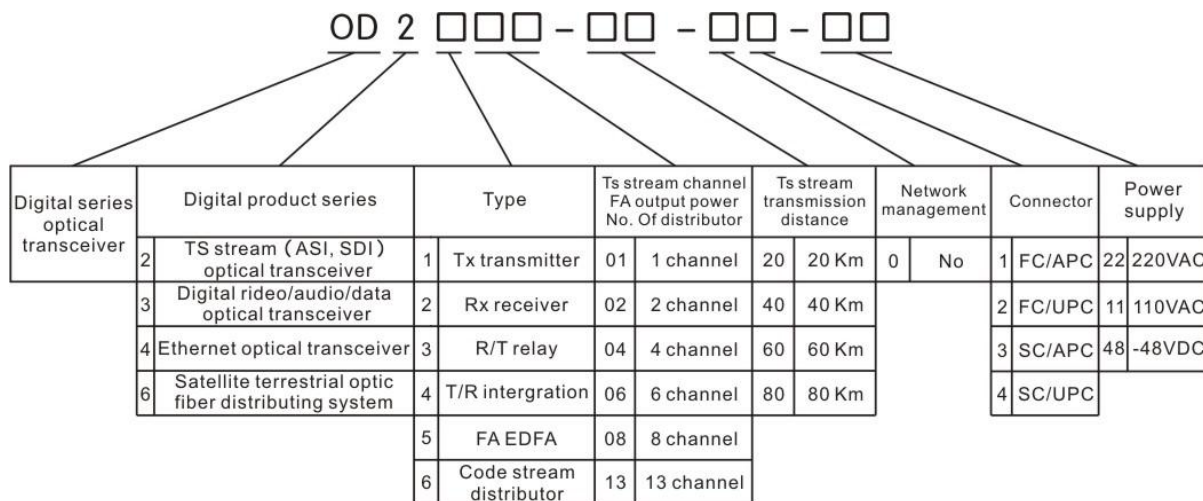 OD 2 □□□ – □□ – □□ – □□
Digital series
optical
transceiver
Digital product series
Type
Ts stream channel
FA output power
No. Of distributor
Ts stream
transmission
distance
Network
management
Connector
Power
supply
2 TS stream (ASI, SDI)
optical transceiver
1 Tx transmitter
01 1 channel
20 20 Km
0 No
1 FC/APC
22 220VAC
3 Digital rideo/audio/data
optical transceiver
2 Rx receiver
02 2 channel
40 40 Km
2 FC/UPC
11 110VAC
4 Ethernet optical transceiver
3 R/T relay
04 4 channel
60 60 Km
3 SC/APC
48 -48VDC
6 Satellite terrestrial optic
fiber distributing system
4 T/R intergration
06 6 channel
80 80 Km
4 SC/UPC
5 FA EDFA
08 8 channel
6 Code stream
distributor
13 13 channel